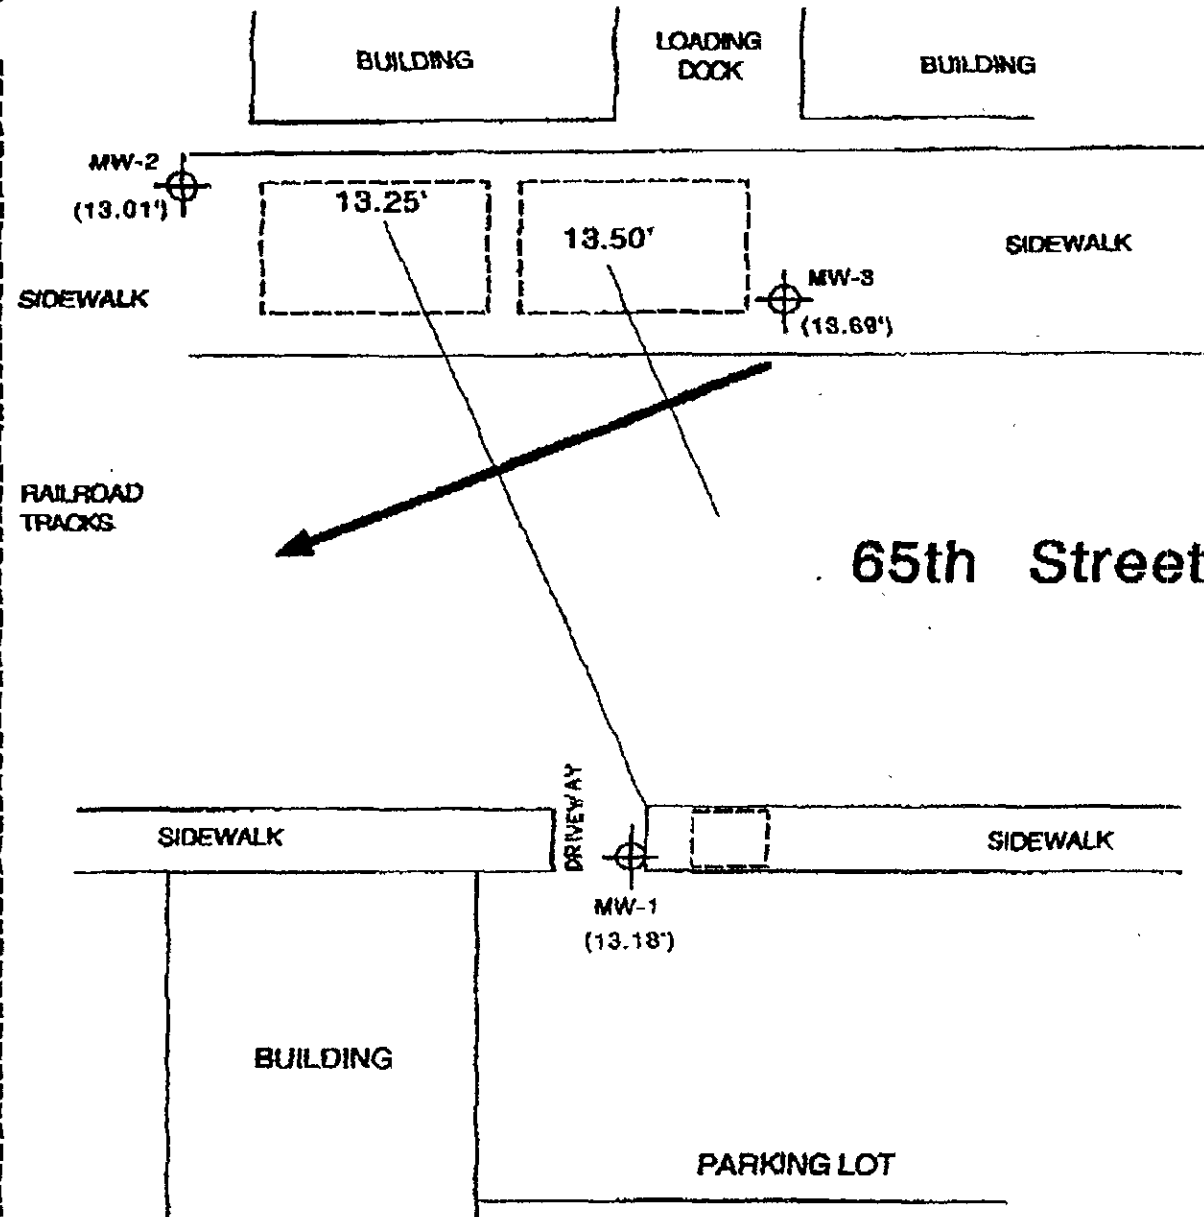 BUILDING
LOADING
DOCK
BUILDING
MW-2
(13.01')
13.25'
13.50'
SIDEWALK
MW-3
(13.69')
SIDEWALK
RAILROAD
TRACKS
65th Street
DRIVEWAY
SIDEWALK
SIDEWALK
MW-1
(13.18')
BUILDING
PARKING LOT